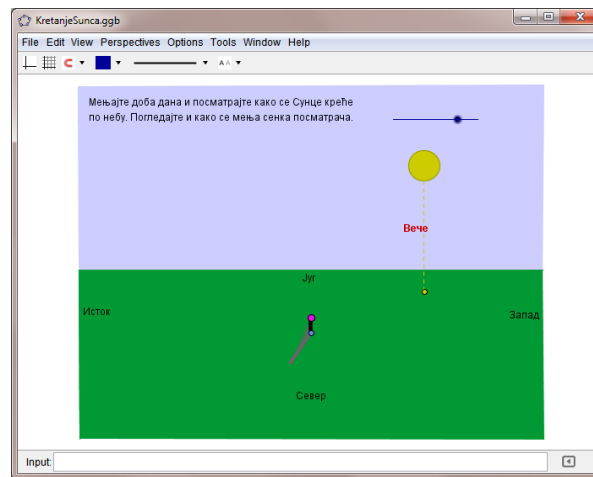 KretanjeSunca.ggb
File Edit View Perspectives Options Tools Window Help
A A
Мењајте доба дана и посматрајте како се Сунце креће
по небу. Погледајте и како се мења сенка посматрача.
Вече
Југ
Исток
Запад
Север
Input: